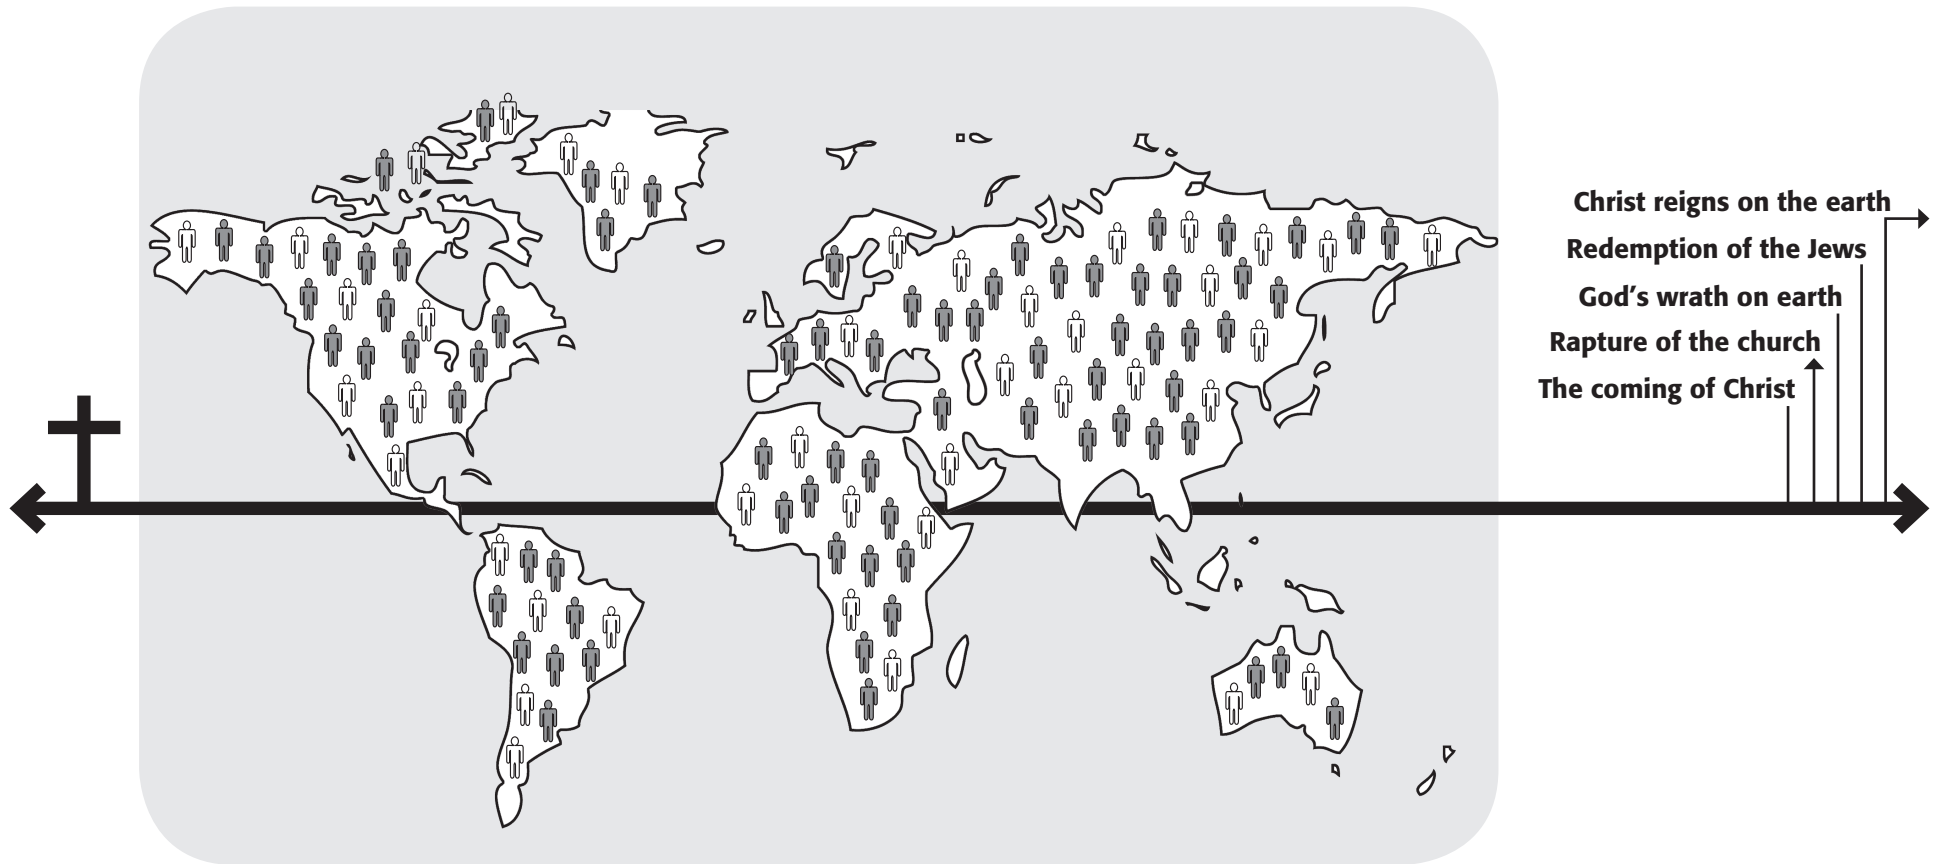 Christ reigns on the earth
Redemption of the Jews
God’s wrath on earth
Rapture of the church
The coming of Christ